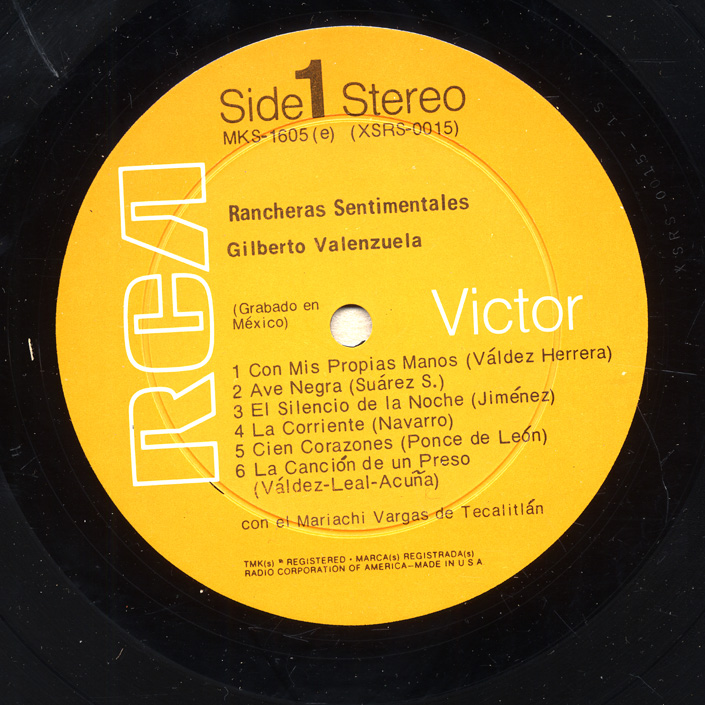 Side 1 Stereo
MKS-1605(e) (XSRS-0015)
RCA
Rancheras Sentimentales
Gilberto Valenzuela
(Grabado en
México)
Victor
1 Con Mis Propias Manos (Váldez Herrera)
2 Ave Negra (Suárez S.)
3 El Silencio de la Noche (Jiménez)
4 La Corriente (Navarro)
5 Cien Corazones (Ponce de León)
6 La Canción de un Preso
(Váldez-Leal-Acuña)
con el Mariachi Vargas de Tecalitlán
TMK(s) ® REGISTERED • MARCA(s) REGISTRADA(s)
RADIO CORPORATION OF AMERICA—MADE IN U.S.A.
XSRS-0015--1S